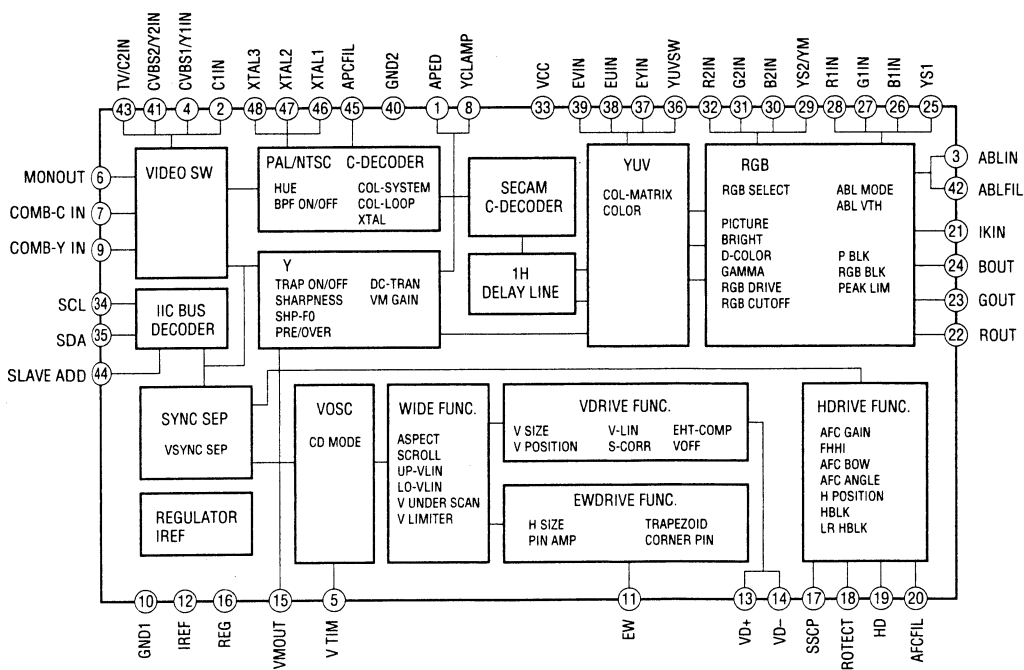 TV/C2IN
CVBS2/Y2IN
CVBS1/Y1IN
C1IN
XTAL3
XTAL2
XTAL1
APCFIL
GND2
APED
YCLAMP
VCC
EVIN
EUIN
EYIN
YUVSW
R2IN
G2IN
B2IN
YS2/YM
R1IN
G1IN
B1IN
YS1
43 41 4 2 48 47 46 45 40 1 8 33 39 38 37 36 32 31 30 29 28 27 26 25
MONOUT 6
COMB-C IN 7
COMB-Y IN 9
SCL 34
SDA 35
SLAVE ADD 44
VIDEO SW
PAL/NTSC C-DECODER
HUE COL-SYSTEM
BPF ON/OFF COL-LOOP
XTAL
SECAM
C-DECODER
YUV
COL-MATRIX
COLOR
RGB
RGB SELECT ABL MODE
ABL VTH
PICTURE
BRIGHT
D-COLOR P BLK
GAMMA RGB BLK
RGB DRIVE PEAK LIM
RGB CUTOFF
3 ABLIN
42 ABLFIL
21 IKIN
24 BOUT
23 GOUT
22 ROUT
IIC BUS
DECODER
Y
TRAP ON/OFF DC-TRAN
SHARPNESS VM GAIN
SHP-F0
PRE/OVER
1H
DELAY LINE
SYNC SEP
VSYNC SEP
REGULATOR
IREF
VOSC
CD MODE
WIDE FUNC.
ASPECT
SCROLL
UP-VLIN
LO-VLIN
V UNDER SCAN
V LIMITER
VDRIVE FUNC.
V SIZE V-LIN EHT-COMP
V POSITION S-CORR VOFF
EWDRIVE FUNC.
H SIZE TRAPEZOID
PIN AMP CORNER PIN
HDRIVE FUNC.
AFC GAIN
FHHI
AFC BOW
AFC ANGLE
H POSITION
HBLK
LR HBLK
10 12 16 15 5 11 13 14 17 18 19 20
GND1
IREF
REG
VMOUT
V TIM
EW
VD+
VD−
SSCP
ROTECT
HD
AFCFIL